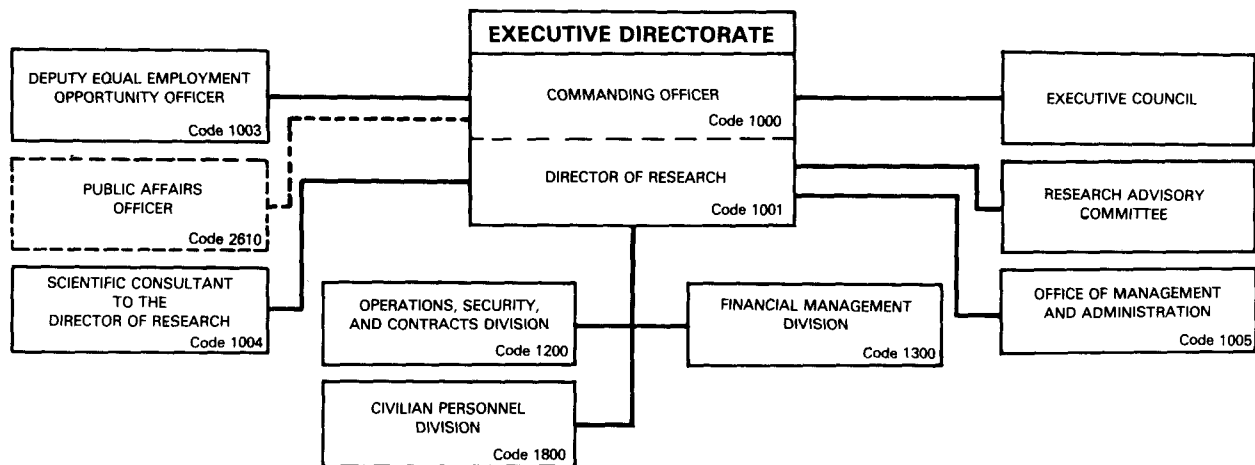 EXECUTIVE DIRECTORATE
DEPUTY EQUAL EMPLOYMENT
OPPORTUNITY OFFICER
Code 1003
COMMANDING OFFICER
Code 1000
EXECUTIVE COUNCIL
PUBLIC AFFAIRS
OFFICER
Code 2610
DIRECTOR OF RESEARCH
Code 1001
RESEARCH ADVISORY
COMMITTEE
SCIENTIFIC CONSULTANT
TO THE
DIRECTOR OF RESEARCH
Code 1004
OPERATIONS, SECURITY,
AND CONTRACTS DIVISION
Code 1200
FINANCIAL MANAGEMENT
DIVISION
Code 1300
OFFICE OF MANAGEMENT
AND ADMINISTRATION
Code 1005
CIVILIAN PERSONNEL
DIVISION
Code 1800